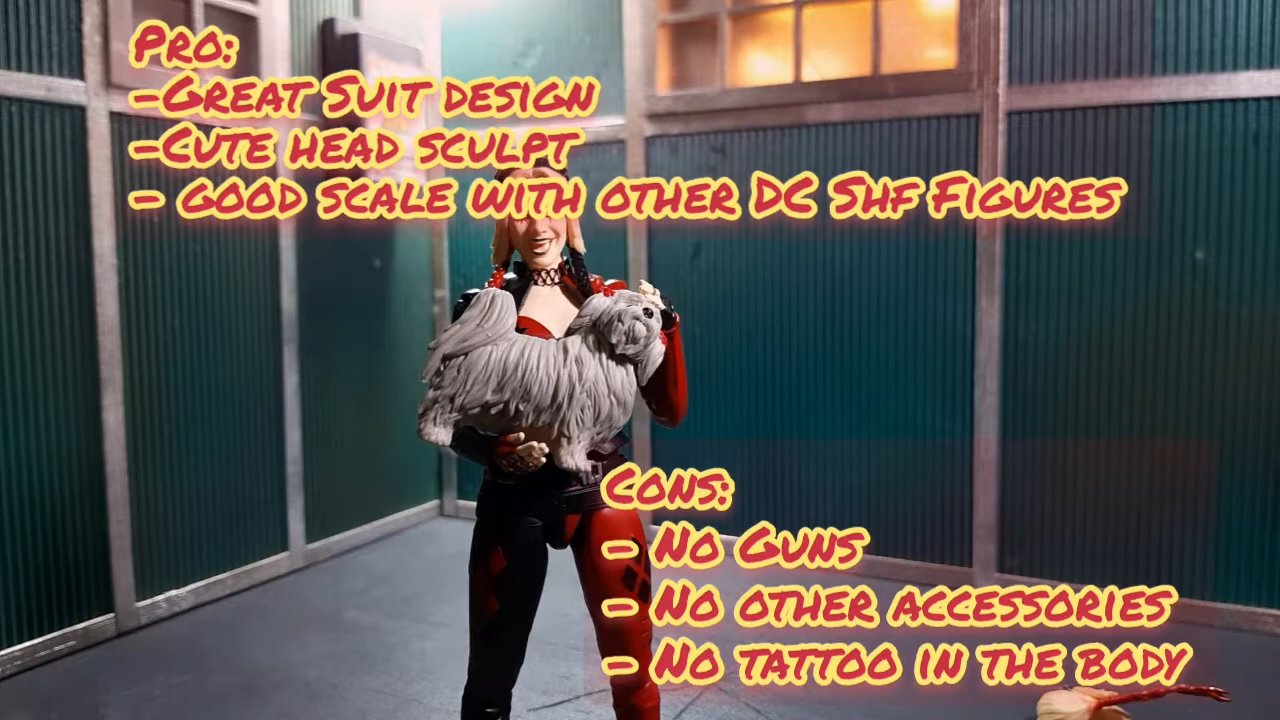 Pro:
-Great Suit design
-Cute head sculpt
- good scale with other DC Shf Figures
Cons:
- No Guns
- No other accessories
- No tattoo in the body